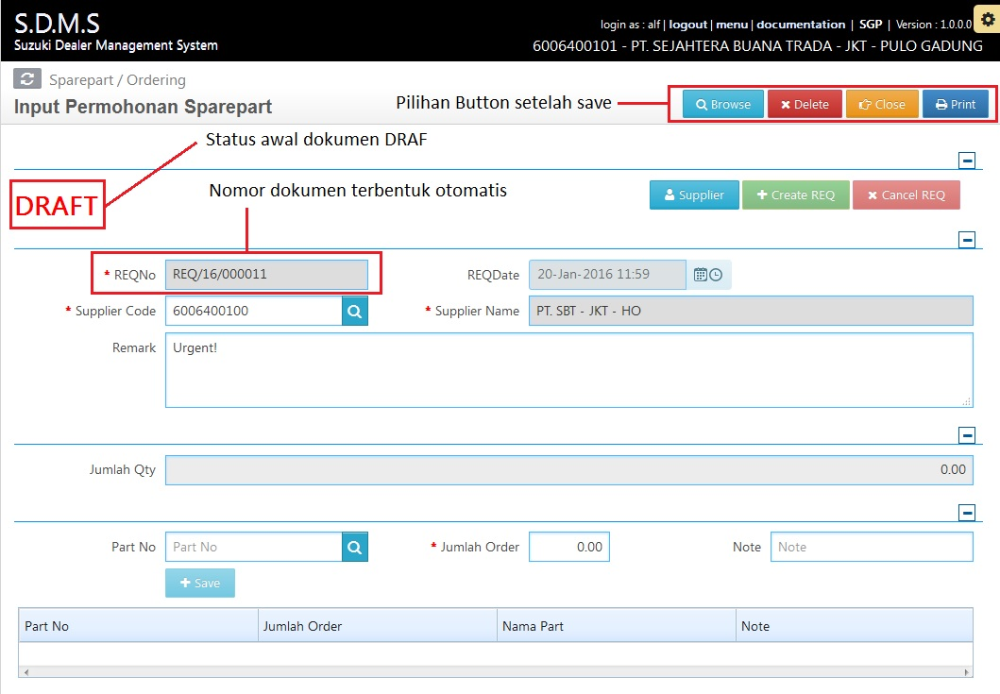 S.D.M.S
Suzuki Dealer Management System
login as : alf | logout | menu | documentation | SGP | Version : 1.0.0.0
6006400101 - PT. SEJAHTERA BUANA TRADA - JKT - PULO GADUNG
Sparepart / Ordering
Input Permohonan Sparepart
Pilihan Button setelah save
Browse Delete Close Print
Status awal dokumen DRAF
DRAFT
Nomor dokumen terbentuk otomatis
Supplier Create REQ Cancel REQ
* REQNo REQ/16/000011 REQDate 20-Jan-2016 11:59
* Supplier Code 6006400100 * Supplier Name PT. SBT - JKT - HO
Remark Urgent!
Jumlah Qty 0.00
Part No Part No * Jumlah Order 0.00 Note Note
Save
Part No Jumlah Order Nama Part Note